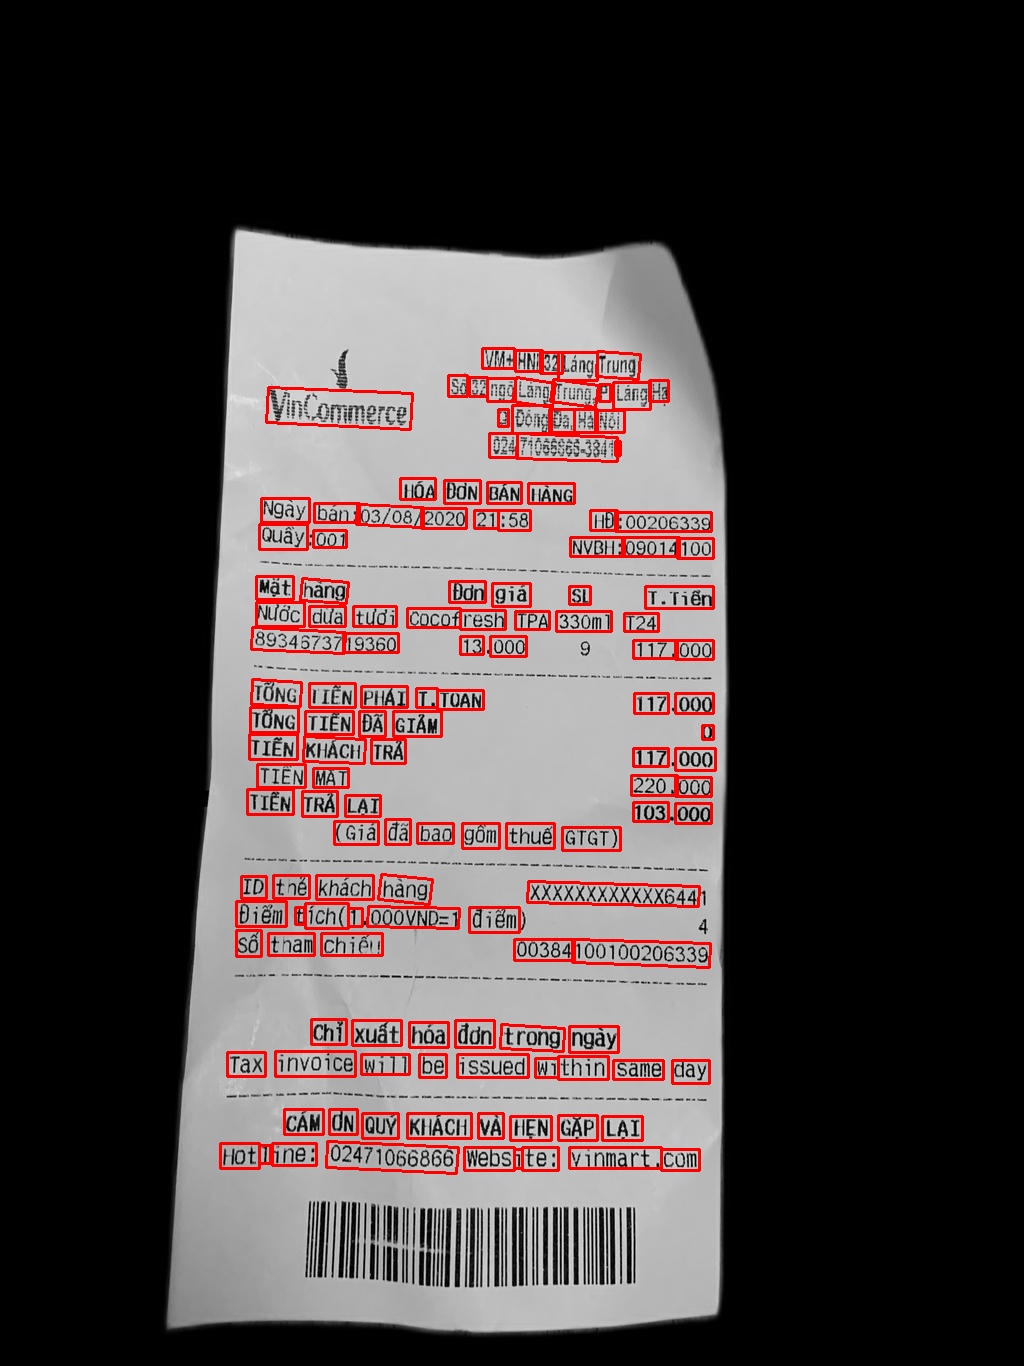 VinCommerce
VM+ HNI 32 Láng Trung
Số 32 ngõ Láng Trung, P. Láng Hạ
Q. Đống Đa, Hà Nội
024 71066866-3841
HÓA ĐƠN BÁN HÀNG
Ngày bán:03/08/2020 21:58 HĐ:00206339
Quầy:001 NVBH:09014100
Mặt hàng Đơn giá SL T.Tiền
Nước dừa tươi Cocofresh TPA 330ml T24
8934673719360 13.000 9 117.000
TỔNG TIỀN PHẢI T.TOÁN 117.000
TỔNG TIỀN ĐÃ GIẢM 0
TIỀN KHÁCH TRẢ 117.000
TIỀN MẶT 220.000
TIỀN TRẢ LẠI 103.000
(Giá đã bao gồm thuế GTGT)
ID thẻ khách hàng XXXXXXXXXXXX6441
Điểm tích(1.000VND=1 điểm) 4
Số tham chiếu 00384100100206339
Chỉ xuất hóa đơn trong ngày
Tax invoice will be issued within same day
CẢM ƠN QUÝ KHÁCH VÀ HẸN GẶP LẠI
Hotline: 02471066866 Website: vinmart.com